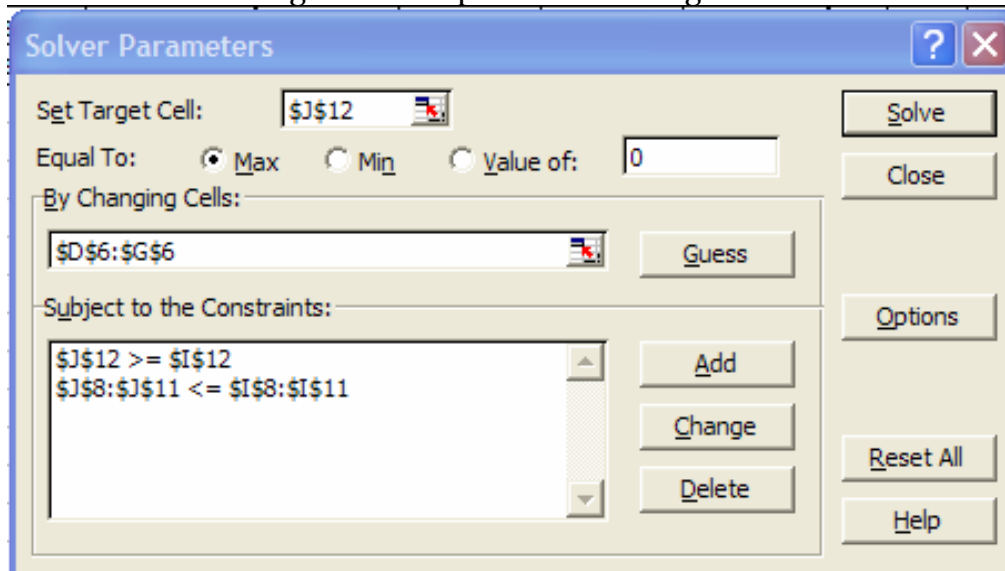 Solver Parameters
Set Target Cell: $J$12 Solve
Equal To: Max Min Value of: 0 Close
By Changing Cells:
$D$6:$G$6 Guess
Subject to the Constraints: Options
$J$12 >= $I$12 Add
$J$8:$J$11 <= $I$8:$I$11
Change
Reset All
Delete
Help